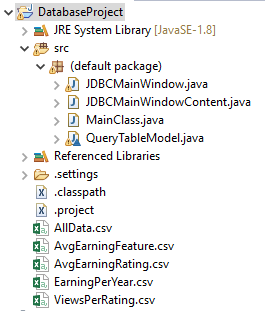 DatabaseProject
JRE System Library [JavaSE-1.8]
src
(default package)
JDBCMainWindow.java
JDBCMainWindowContent.java
MainClass.java
QueryTableModel.java
Referenced Libraries
.settings
.classpath
.project
AllData.csv
AvgEarningFeature.csv
AvgEarningRating.csv
EarningPerYear.csv
ViewsPerRating.csv